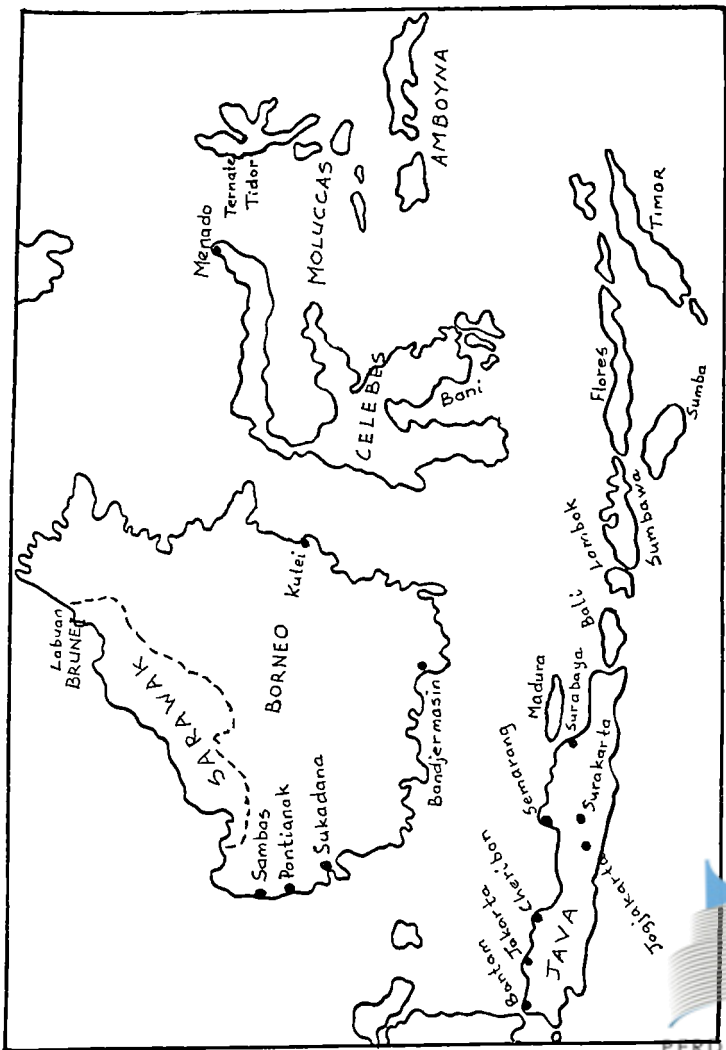 Labuan
BRUNEI
SARAWAK
BORNEO
Kutei
Sambas
Pontianak
Sukadana
Bandjermasin
Menado
Ternate
Tidor
MOLUCCAS
CELEBES
Bani
AMBOYNA
Bantam
Jakarta
Cheribon
Semarang
Madura
Surabaya
Surakarta
Jogjakarta
JAVA
Bali
Lombok
Sumbawa
Flores
Sumba
TIMOR